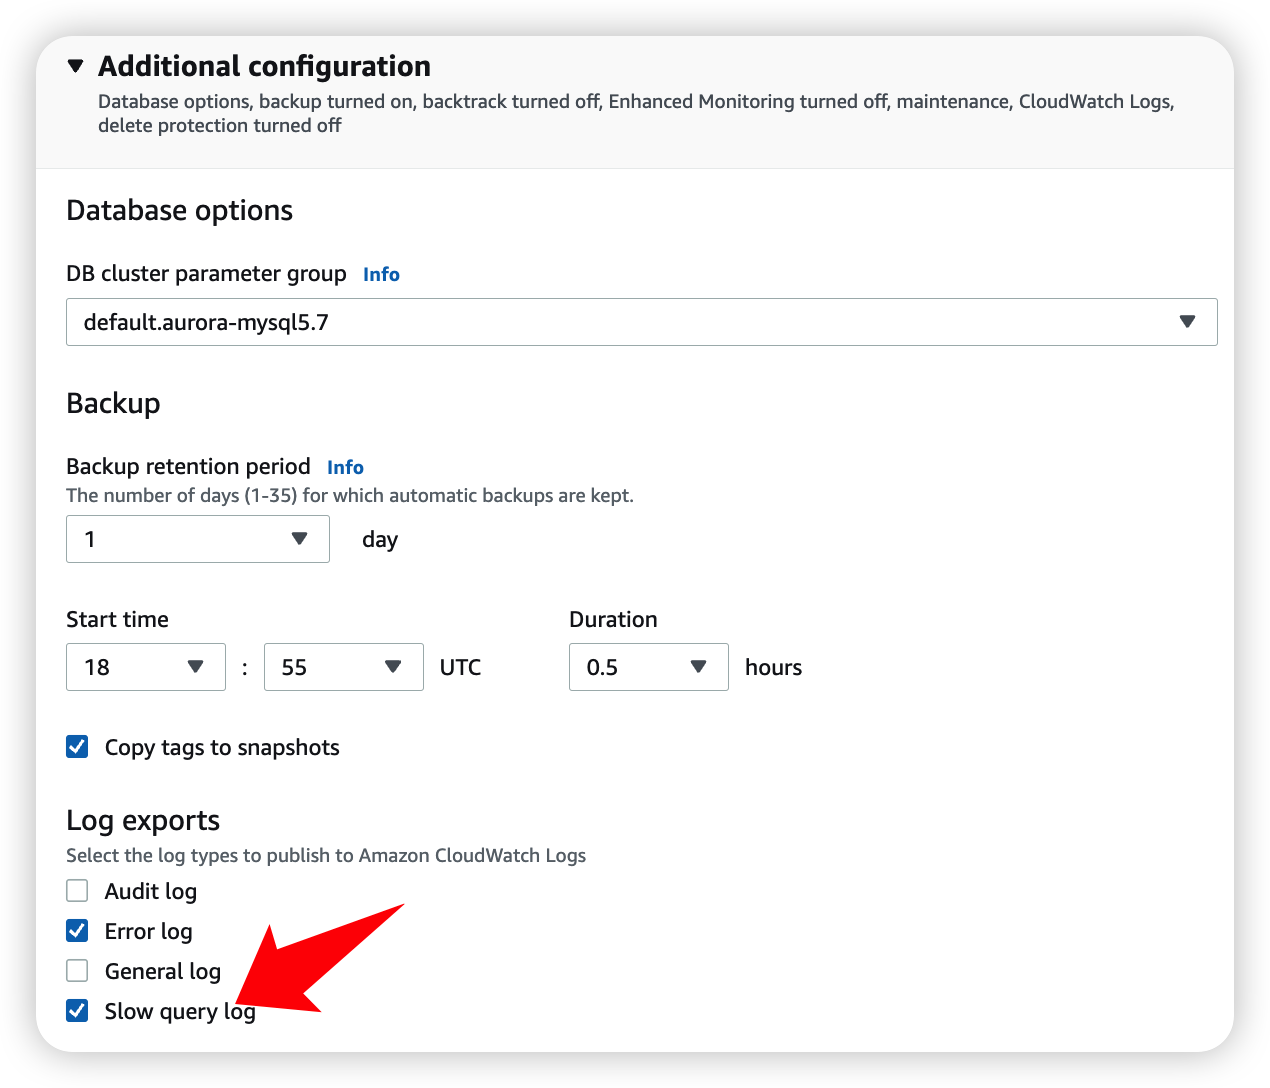 Additional configuration
Database options, backup turned on, backtrack turned off, Enhanced Monitoring turned off, maintenance, CloudWatch Logs,
delete protection turned off
Database options
DB cluster parameter group Info
default.aurora-mysql5.7
Backup
Backup retention period Info
The number of days (1-35) for which automatic backups are kept.
1 day
Start time Duration
18 : 55 UTC 0.5 hours
Copy tags to snapshots
Log exports
Select the log types to publish to Amazon CloudWatch Logs
Audit log
Error log
General log
Slow query log